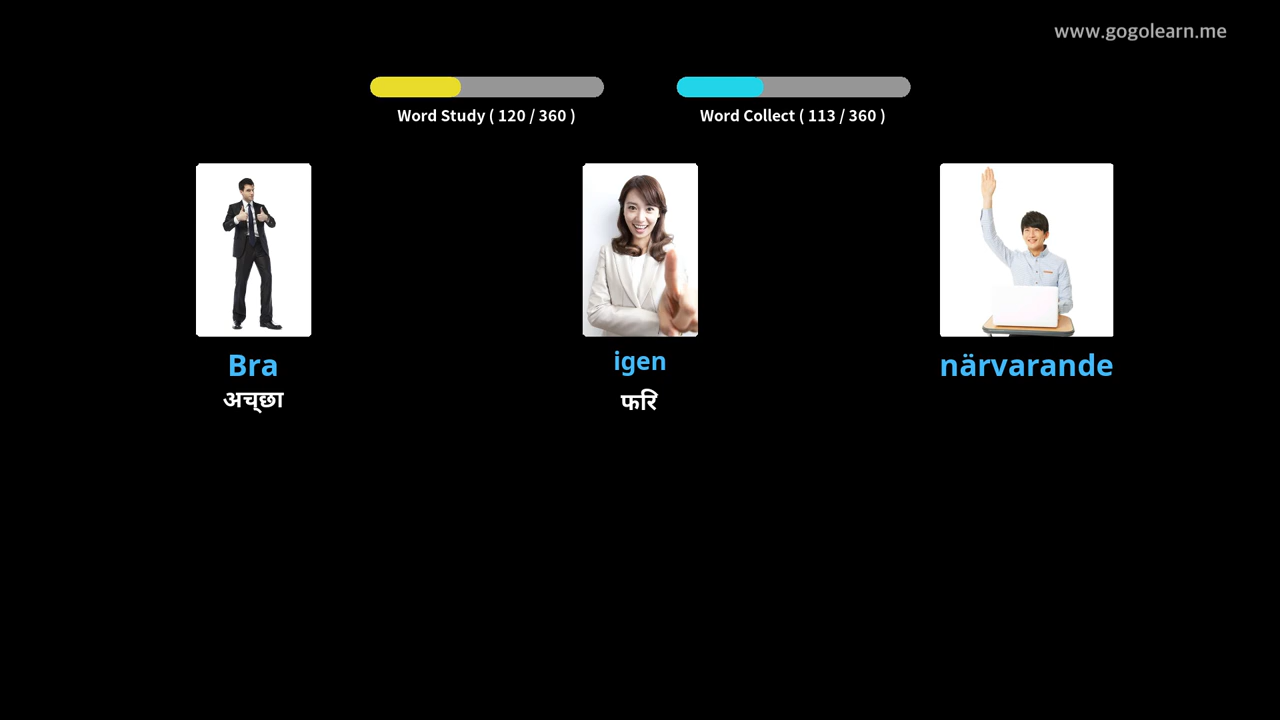 www.gogolearn.me
Word Study ( 120 / 360 )
Word Collect ( 113 / 360 )
Bra
igen
närvarande
अच्छा
फरि